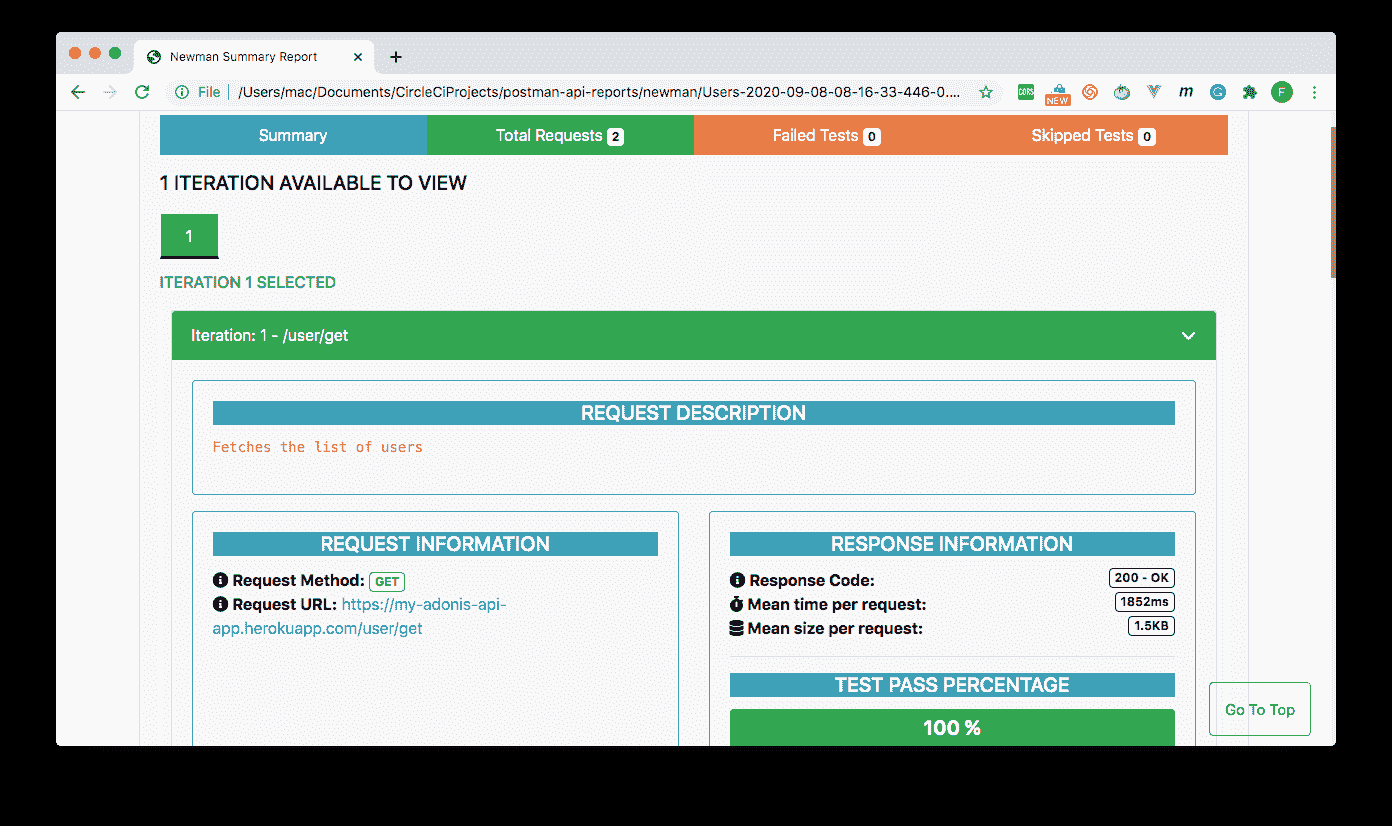 Newman Summary Report
File /Users/mac/Documents/CircleCiProjects/postman-api-reports/newman/Users-2020-09-08-08-16-33-446-0....
CORS NEW m G F
Summary Total Requests 2 Failed Tests 0 Skipped Tests 0
1 ITERATION AVAILABLE TO VIEW
1
ITERATION 1 SELECTED
Iteration: 1 - /user/get
REQUEST DESCRIPTION
Fetches the list of users
REQUEST INFORMATION
Request Method: GET
Request URL: https://my-adonis-api-
app.herokuapp.com/user/get
RESPONSE INFORMATION
Response Code: 200 - OK
Mean time per request: 1852ms
Mean size per request: 1.5KB
TEST PASS PERCENTAGE
100 %
Go To Top